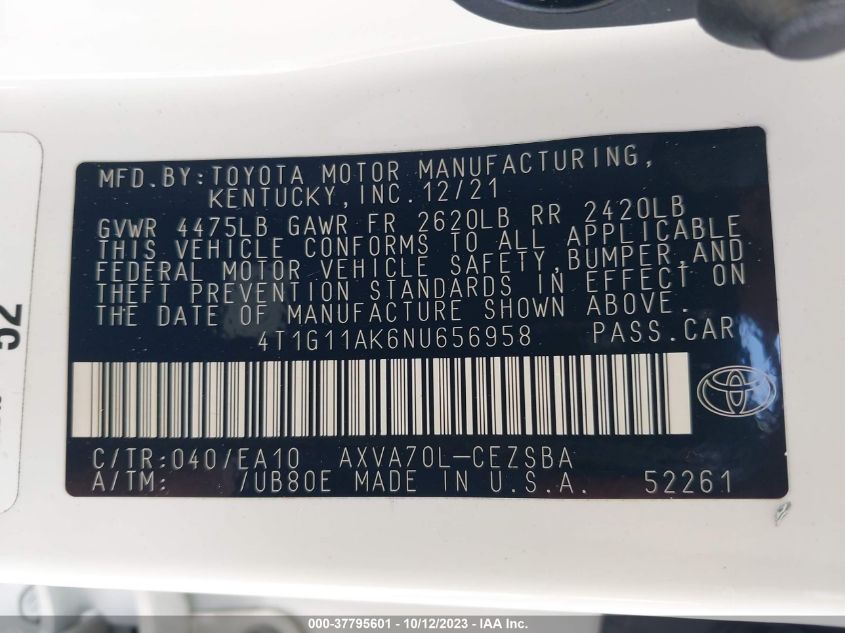 MFD.BY:TOYOTA MOTOR MANUFACTURING,
KENTUCKY,INC.12/21
GVWR 4475LB GAWR FR 2620LB RR 2420LB
THIS VEHICLE CONFORMS TO ALL APPLICABLE
FEDERAL MOTOR VEHICLE SAFETY,BUMPER,AND
THEFT PREVENTION STANDARDS IN EFFECT ON
THE DATE OF MANUFACTURE SHOWN ABOVE.
4T1G11AK6NU656958 PASS.CAR
C/TR:040/EA10 AXVA70L-CEZSBA
A/TM: /UB80E MADE IN U.S.A. 52261
52
000-37795601 - 10/12/2023 - IAA Inc.